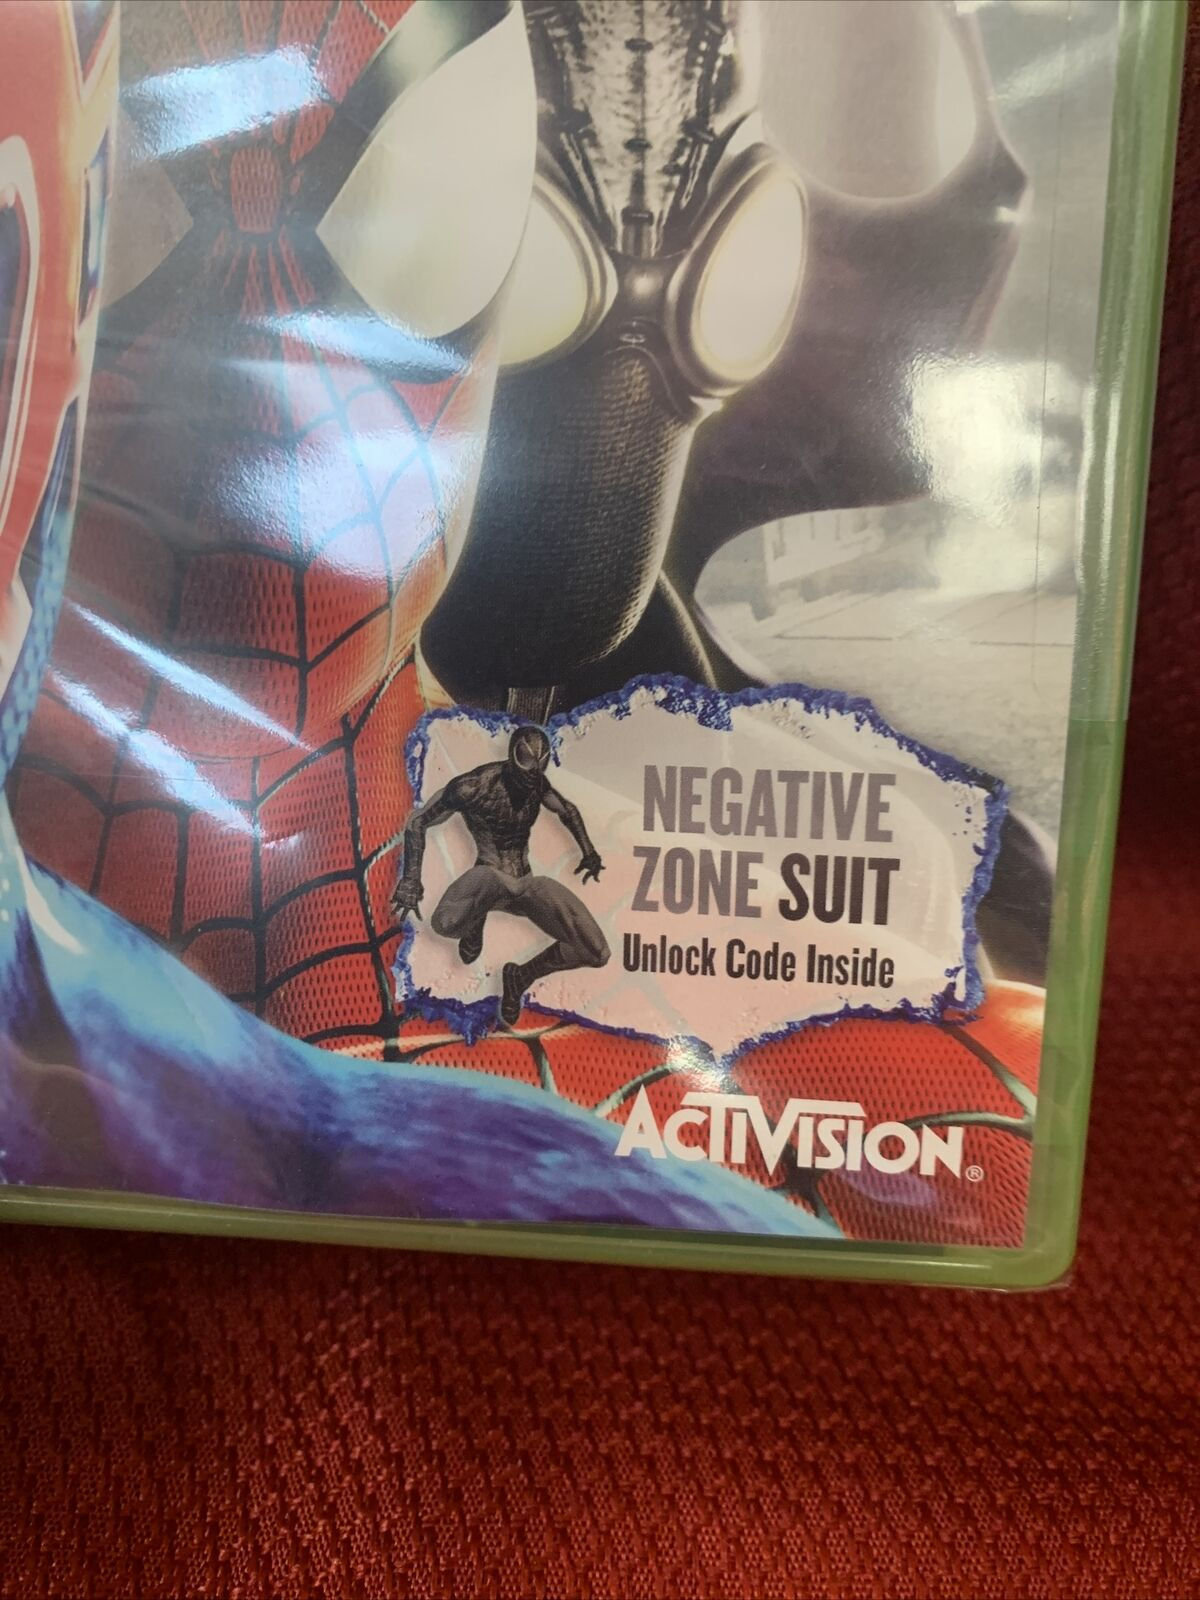 NEGATIVE
ZONE SUIT
Unlock Code Inside
ACTIVISION®